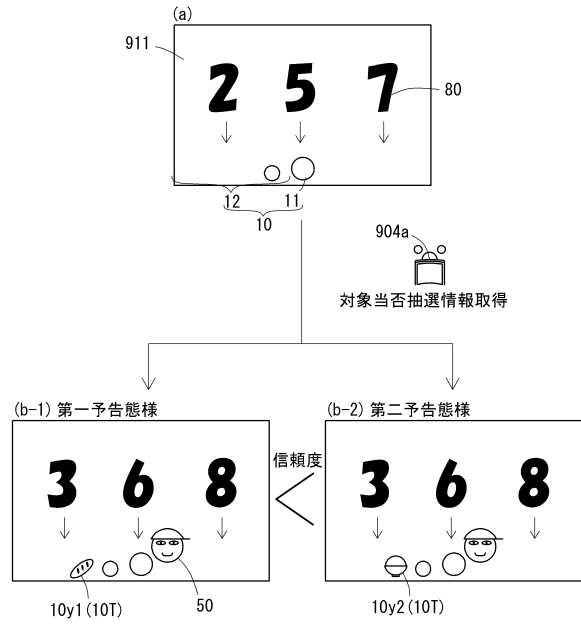 (a)
911
2 5 7
80
12 11
10
904a
対象当否抽選情報取得
(b-1) 第一予告態様
(b-2) 第二予告態様
3 6 8
信頼度
3 6 8
10y1(10T)
50
10y2(10T)